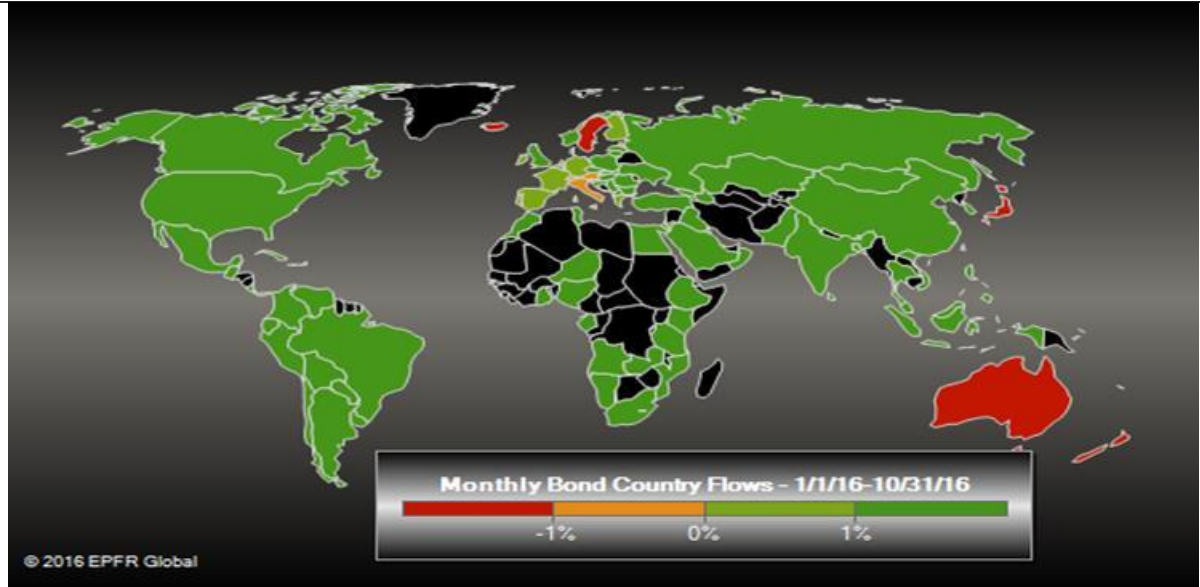 Monthly Bond Country Flows - 1/1/16-10/31/16
-1% 0% 1%
© 2016 EPFR Global